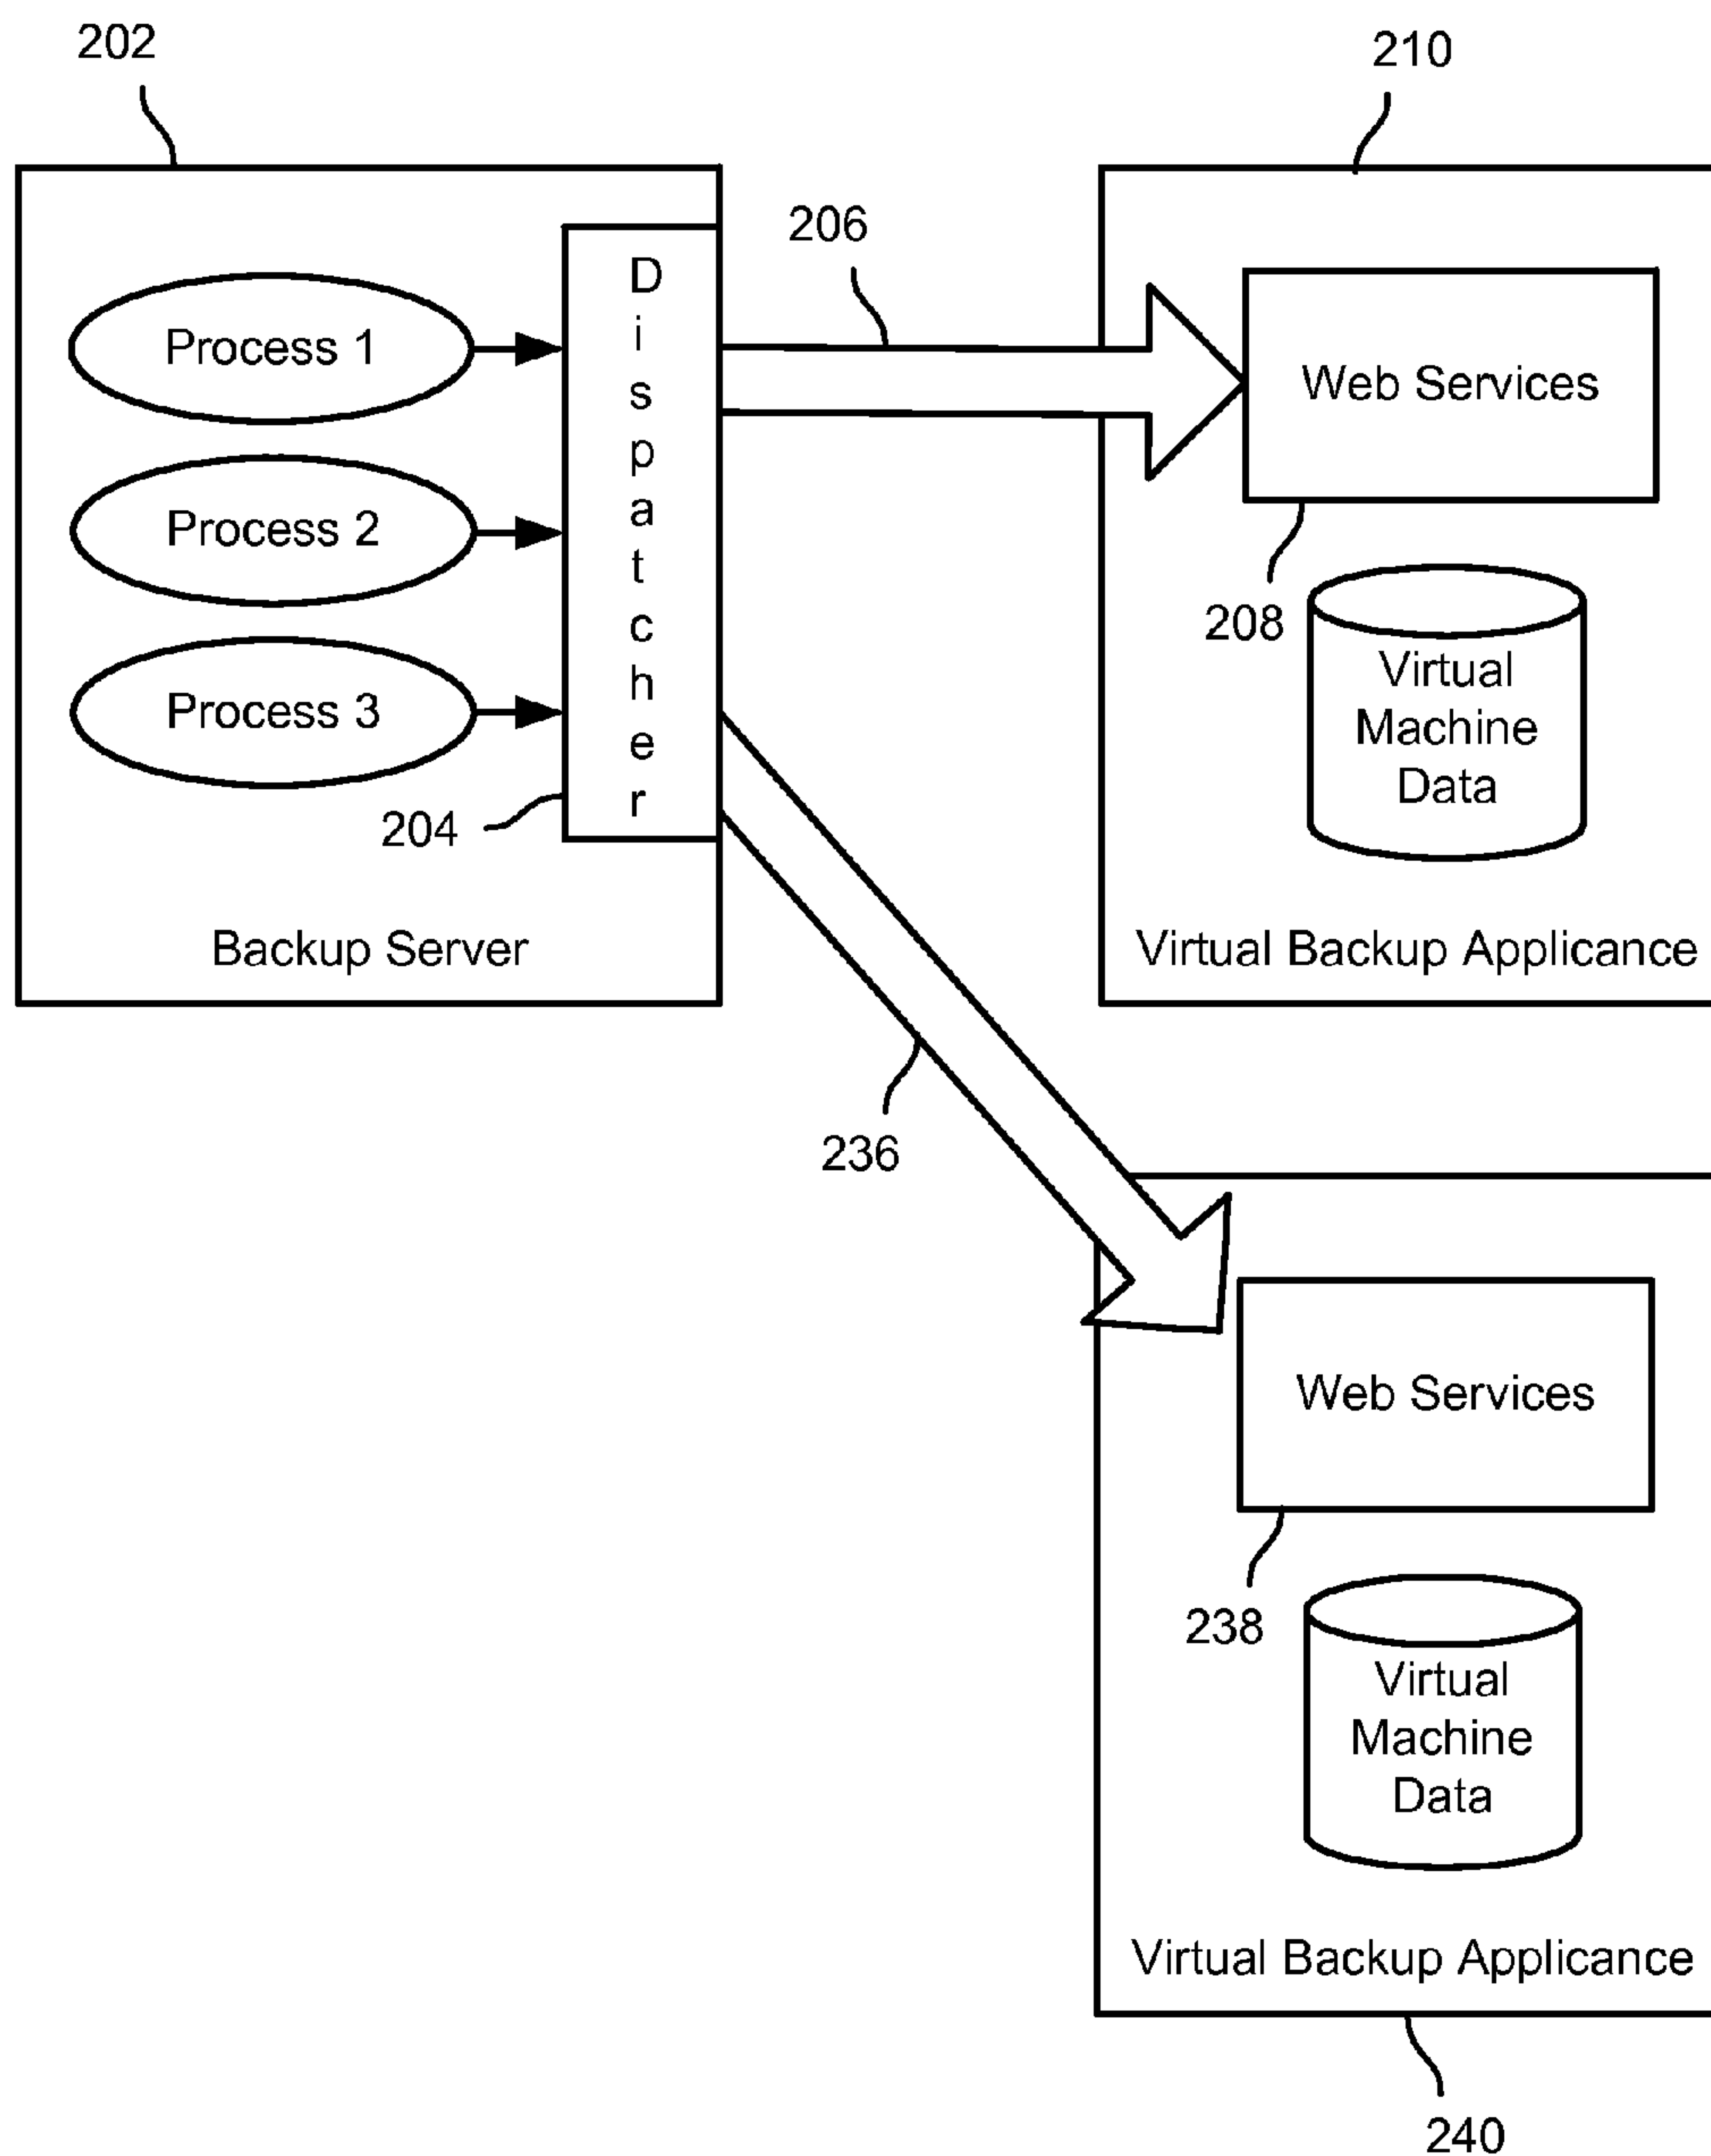 202
210
206
Process 1
Process 2
Process 3
Dispatcher
204
Backup Server
Web Services
208
Virtual
Machine
Data
Virtual Backup Applicance
236
Web Services
238
Virtual
Machine
Data
Virtual Backup Applicance
240